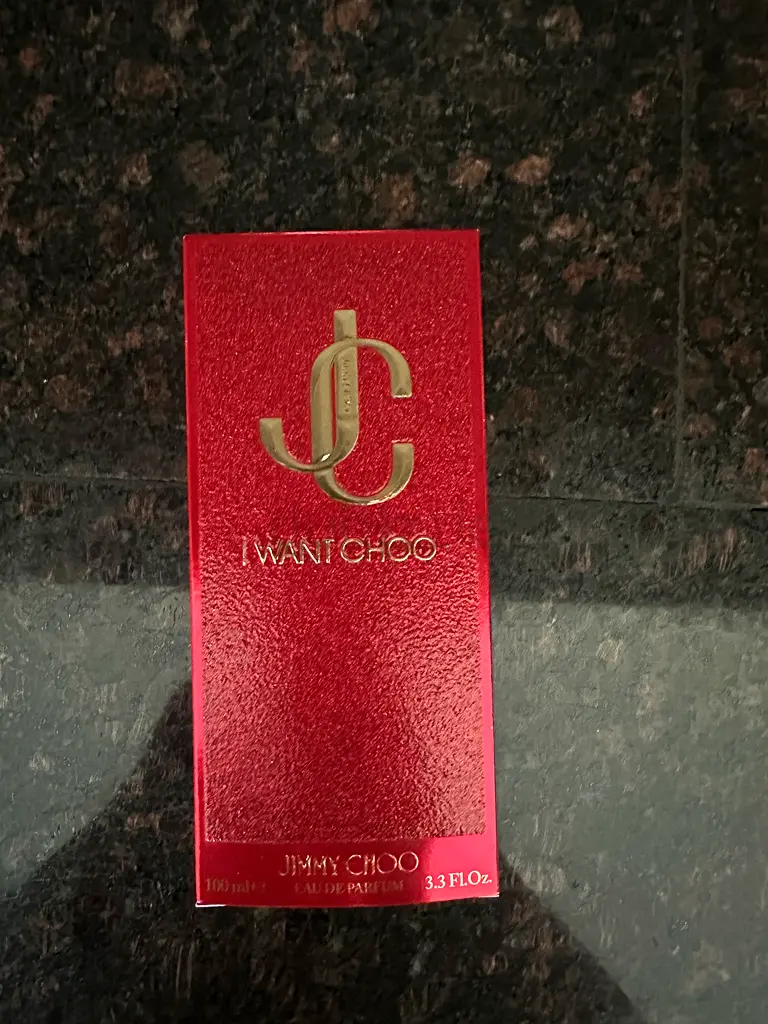 JC
I WANT CHOO
JIMMY CHOO
100 ml e
EAU DE PARFUM
3.3 Fl.Oz.